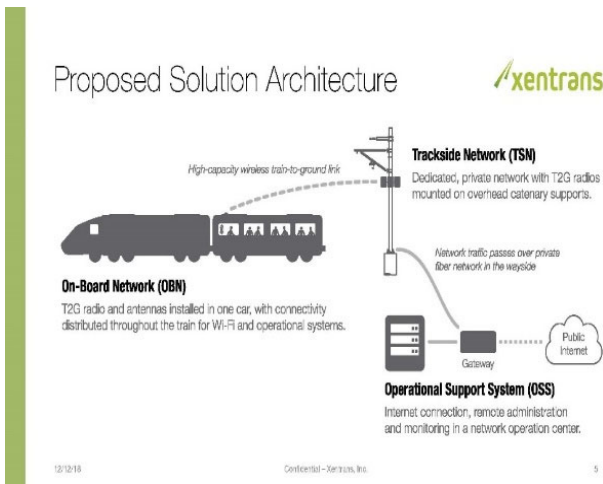 Proposed Solution Architecture
xentrans
High-capacity wireless train-to-ground link
Trackside Network (TSN)
Dedicated, private network with T2G radios
mounted on overhead catenary supports.
Network traffic passes over private
fiber network in the wayside
On-Board Network (OBN)
T2G radio and antennas installed in one car, with connectivity
distributed throughout the train for Wi-Fi and operational systems.
Public
Internet
Gateway
Operational Support System (OSS)
Internet connection, remote administration
and monitoring in a network operation center.
12/12/18
Confidential – Xentrans, Inc.
5